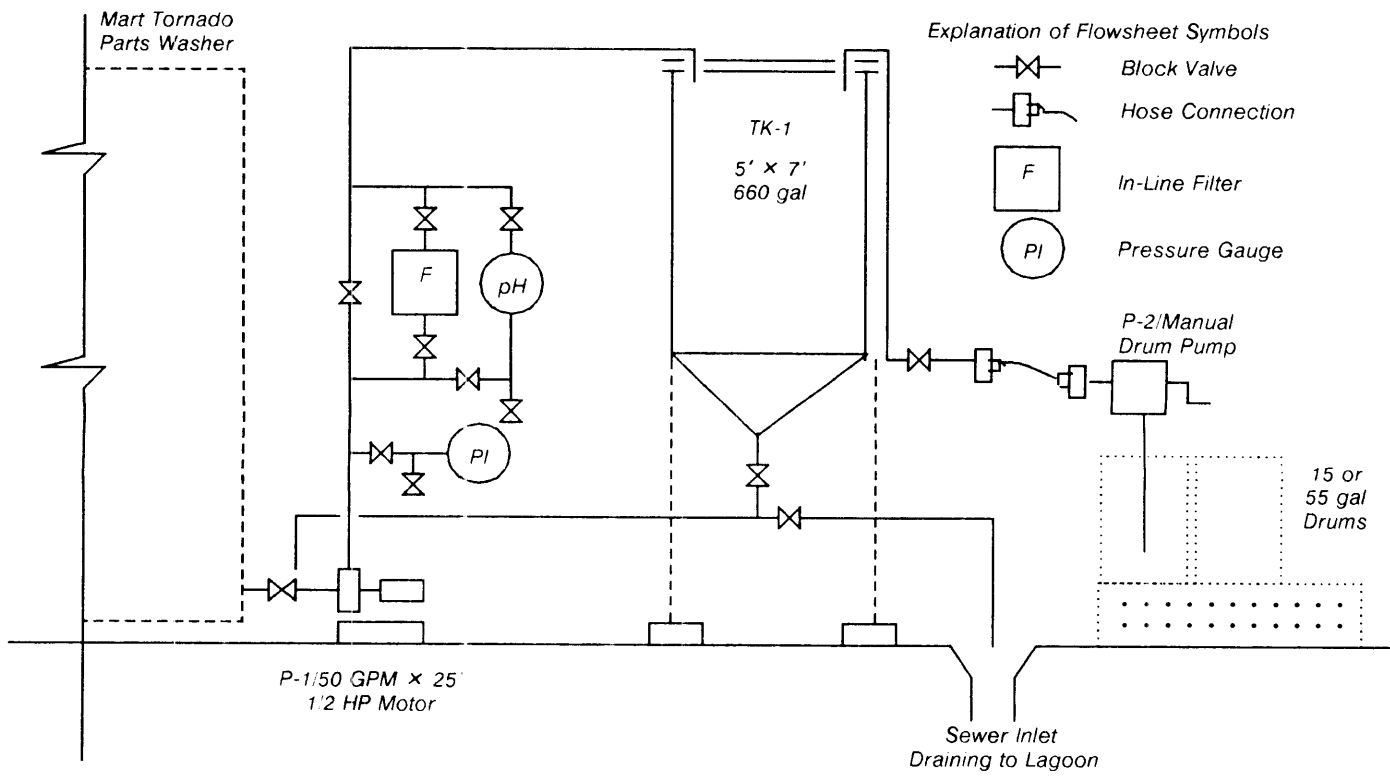 Mart Tornado
Parts Washer
Explanation of Flowsheet Symbols
Block Valve
Hose Connection
F
In-Line Filter
PI
Pressure Gauge
TK-1
5' × 7'
660 gal
F
pH
PI
P-2/Manual
Drum Pump
15 or
55 gal
Drums
P-1/50 GPM × 25'
1/2 HP Motor
Sewer Inlet
Draining to Lagoon